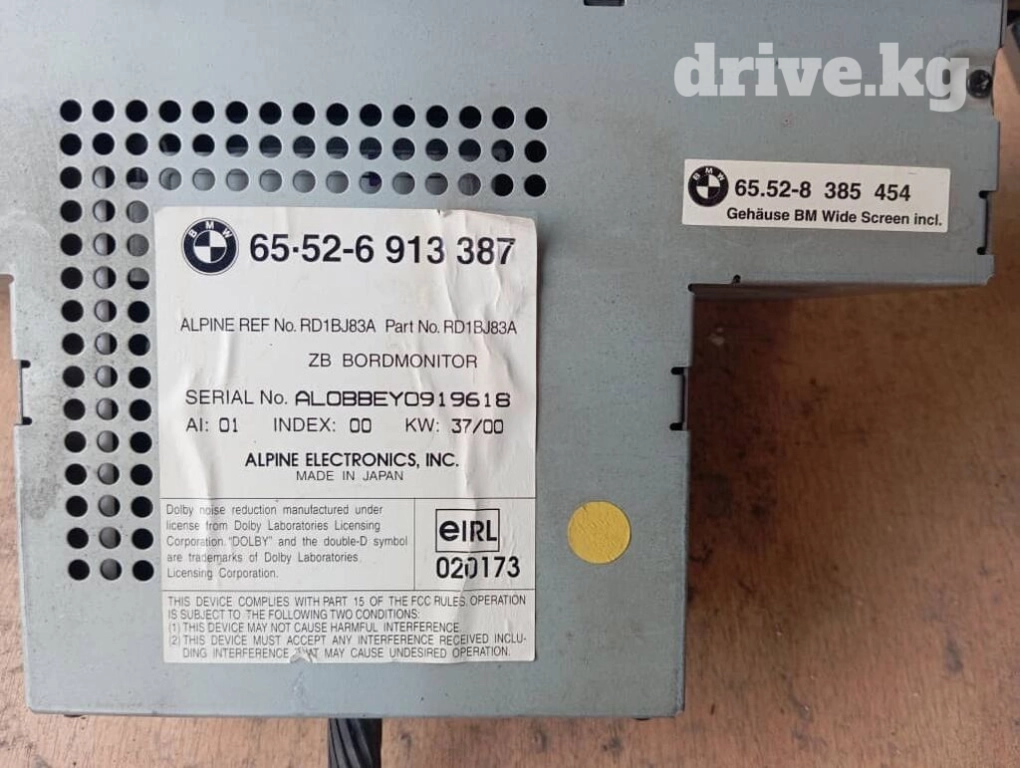 drive.kg
BMW
65.52-8 385 454
Gehäuse BM Wide Screen incl.
BMW
65·52-6 913 387
ALPINE REF No. RD1BJ83A Part No. RD1BJ83A
ZB BORDMONITOR
SERIAL No. AL0BBEY0919618
AI: 01 INDEX: 00 KW: 37/00
ALPINE ELECTRONICS, INC.
MADE IN JAPAN
Dolby noise reduction manufactured under
license from Dolby Laboratories Licensing
Corporation. "DOLBY" and the double-D symbol
are trademarks of Dolby Laboratories
Licensing Corporation.
eIRL
020173
THIS DEVICE COMPLIES WITH PART 15 OF THE FCC RULES. OPERATION
IS SUBJECT TO THE FOLLOWING TWO CONDITIONS:
(1) THIS DEVICE MAY NOT CAUSE HARMFUL INTERFERENCE.
(2) THIS DEVICE MUST ACCEPT ANY INTERFERENCE RECEIVED INCLU-
DING INTERFERENCE THAT MAY CAUSE UNDESIRED OPERATION.